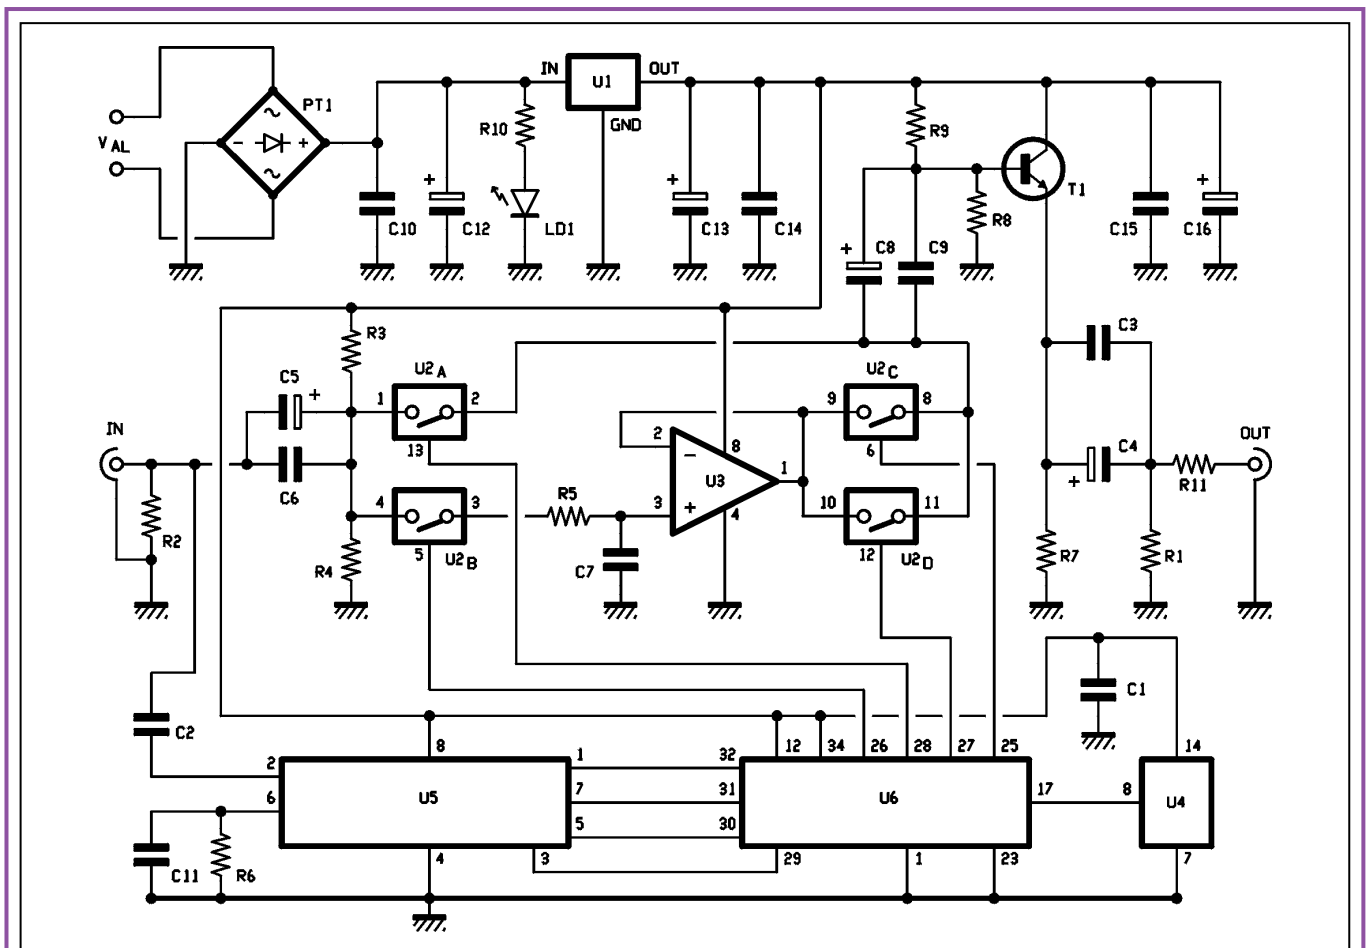 IN
U1
OUT
GND
V AL
PT1
~
- +
~
R10
R9
+
C10
C12
LD1
+
C13
C14
R8
T1
C15
+
C16
+
C8
C9
R3
C3
C5
+
U2A
1
2
13
U2C
9
8
6
IN
C6
2
-
8
U3
1
3
+
4
C4
+
OUT
R11
R2
R4
4
3
5
U2B
R5
C7
10
11
12
U2D
R7
R1
C1
C2
8
12
34
26
28
27
25
14
2
6
U5
1
7
5
32
31
30
U6
17
8
U4
C11
R6
4
3
29
1
23
7